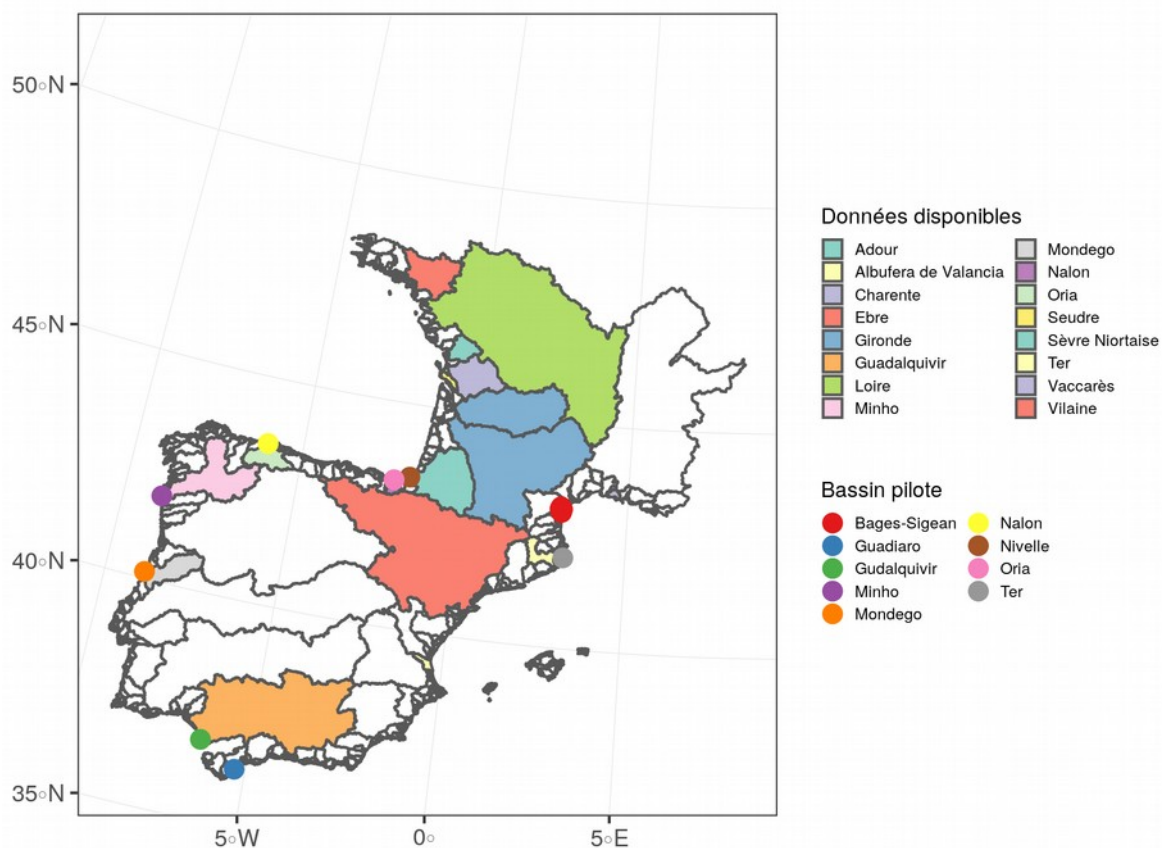 50°N
45°N
40°N
35°N
5°W
0°
5°E
Données disponibles
Adour
Albufera de Valancia
Charente
Ebre
Gironde
Guadalquivir
Loire
Minho
Mondego
Nalon
Oria
Seudre
Sèvre Niortaise
Ter
Vaccarès
Vilaine
Bassin pilote
Bages-Sigean
Guadiaro
Gudalquivir
Minho
Mondego
Nalon
Nivelle
Oria
Ter